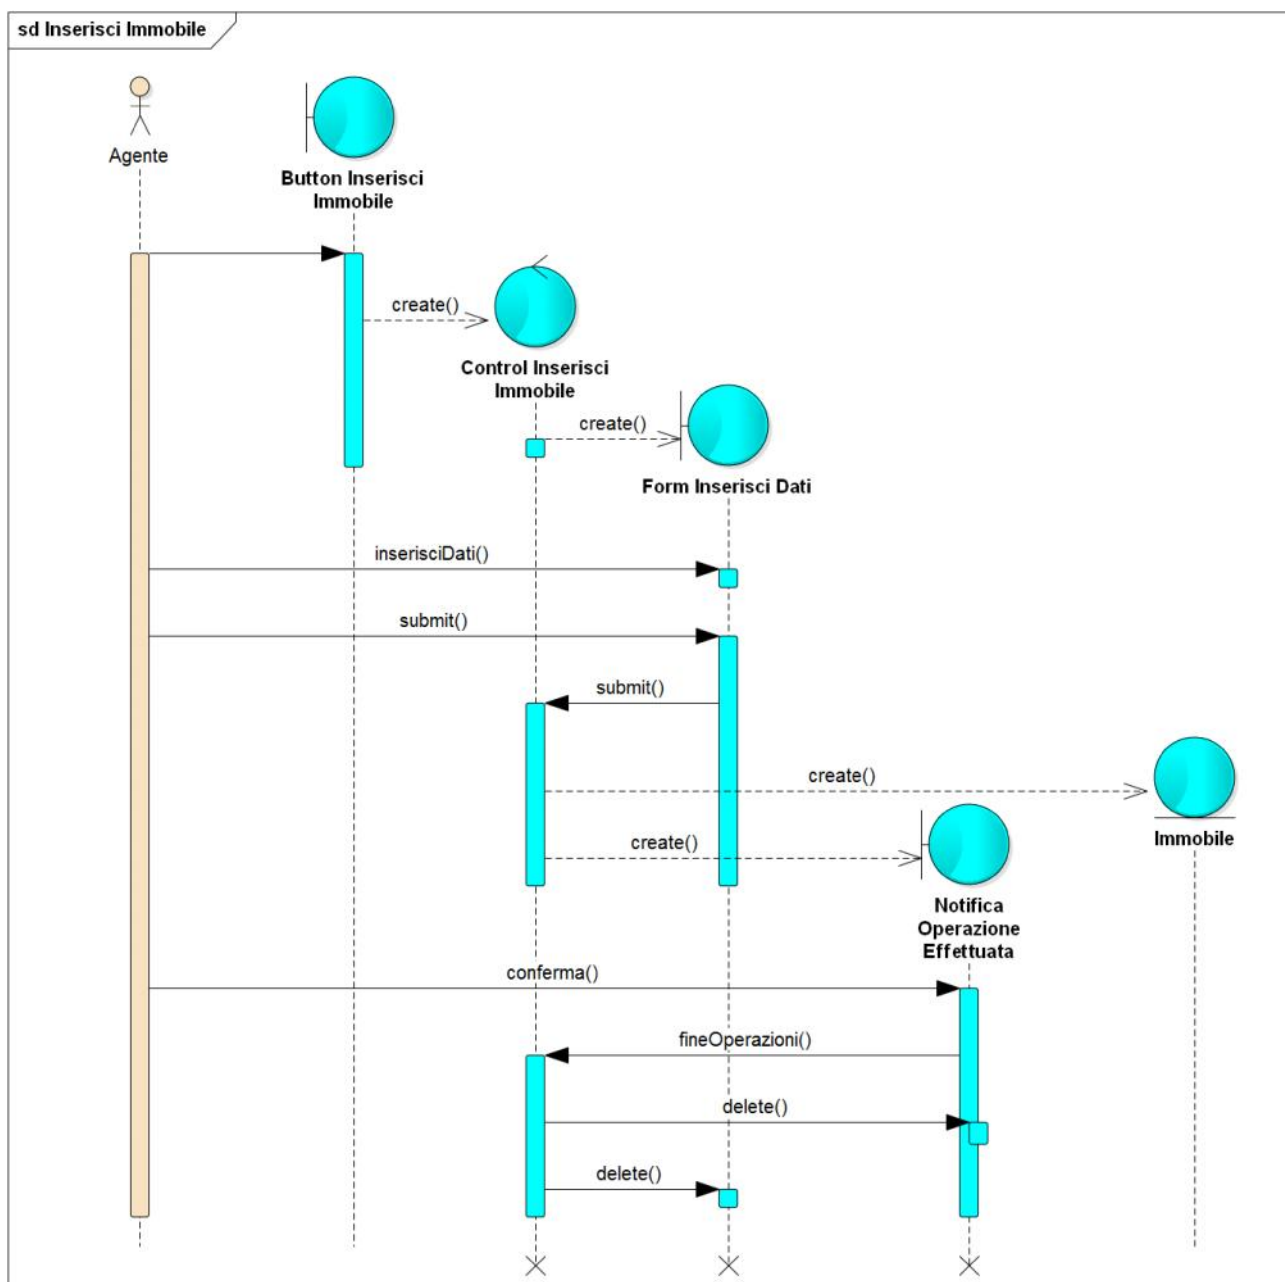 sd Inserisci Immobile
Agente
Button Inserisci
Immobile
create()
Control Inserisci
Immobile
create()
Form Inserisci Dati
inserisciDati()
submit()
submit()
create()
Immobile
create()
Notifica
Operazione
Effettuata
conferma()
fineOperazioni()
delete()
delete()